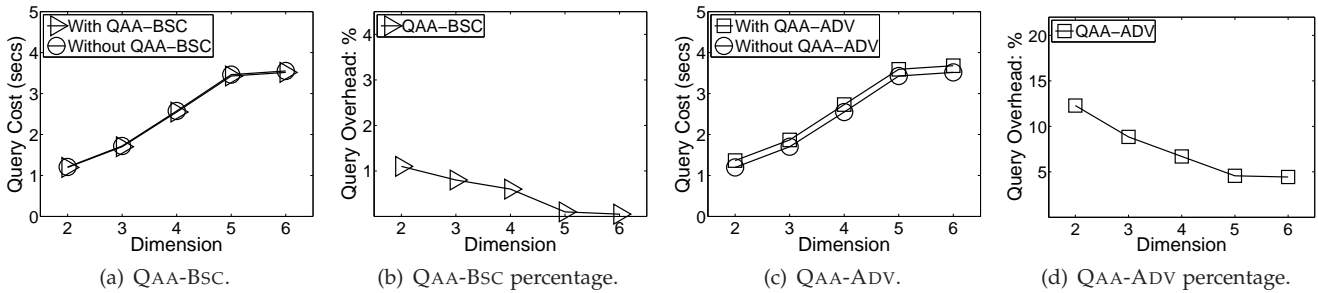 5
4
3
2
1
0
Query Cost (secs)
With QAA−BSC
Without QAA−BSC
2 3 4 5 6
Dimension
(a) QAA-BSC.
4
3
2
1
Query Overhead: %
QAA−BSC
2 3 4 5 6
Dimension
(b) QAA-BSC percentage.
5
4
3
2
1
0
Query Cost (secs)
With QAA−ADV
Without QAA−ADV
2 3 4 5 6
Dimension
(c) QAA-ADV.
20
15
10
5
Query Overhead: %
QAA−ADV
2 3 4 5 6
Dimension
(d) QAA-ADV percentage.